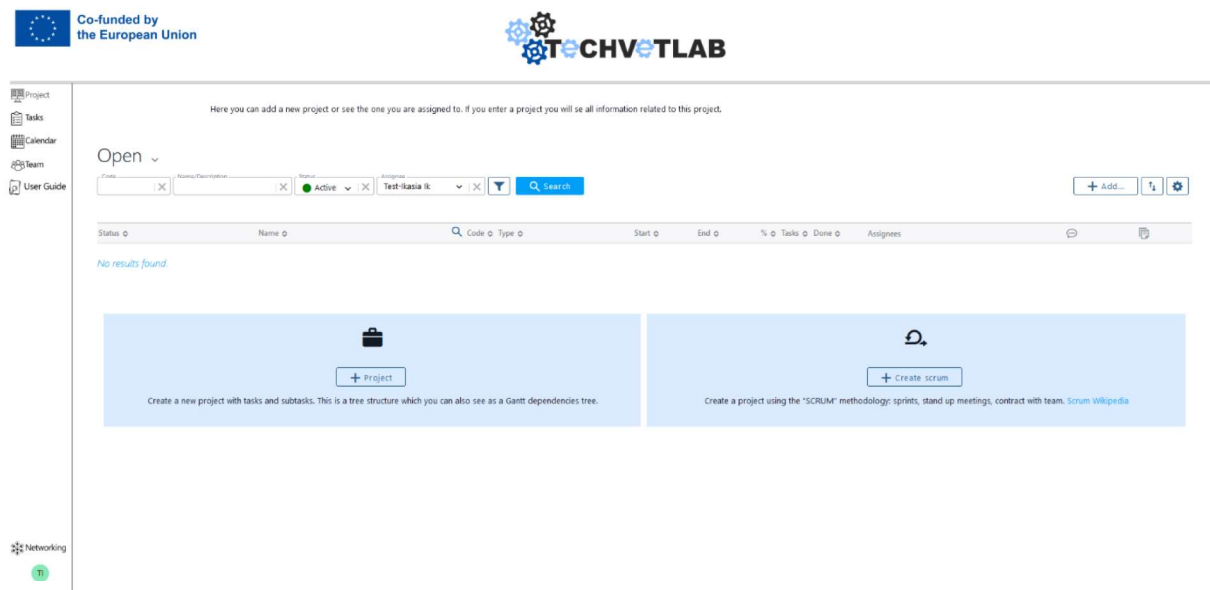 Co-funded by
the European Union
TeCHVeTLAB
Project
Tasks
Calendar
Team
User Guide
Here you can add a new project or see the one you are assigned to. If you enter a project you will se all information related to this project.
Open
Code Name/Description Status Assignee
Active Test-Ikasia Ik Search + Add...
Status Name Code Type Start End % Tasks Done Assignees
No results found.
+ Project
Create a new project with tasks and subtasks. This is a tree structure which you can also see as a Gantt dependencies tree.
+ Create scrum
Create a project using the "SCRUM" methodology: sprints, stand up meetings, contract with team. Scrum Wikipedia
Networking
TI